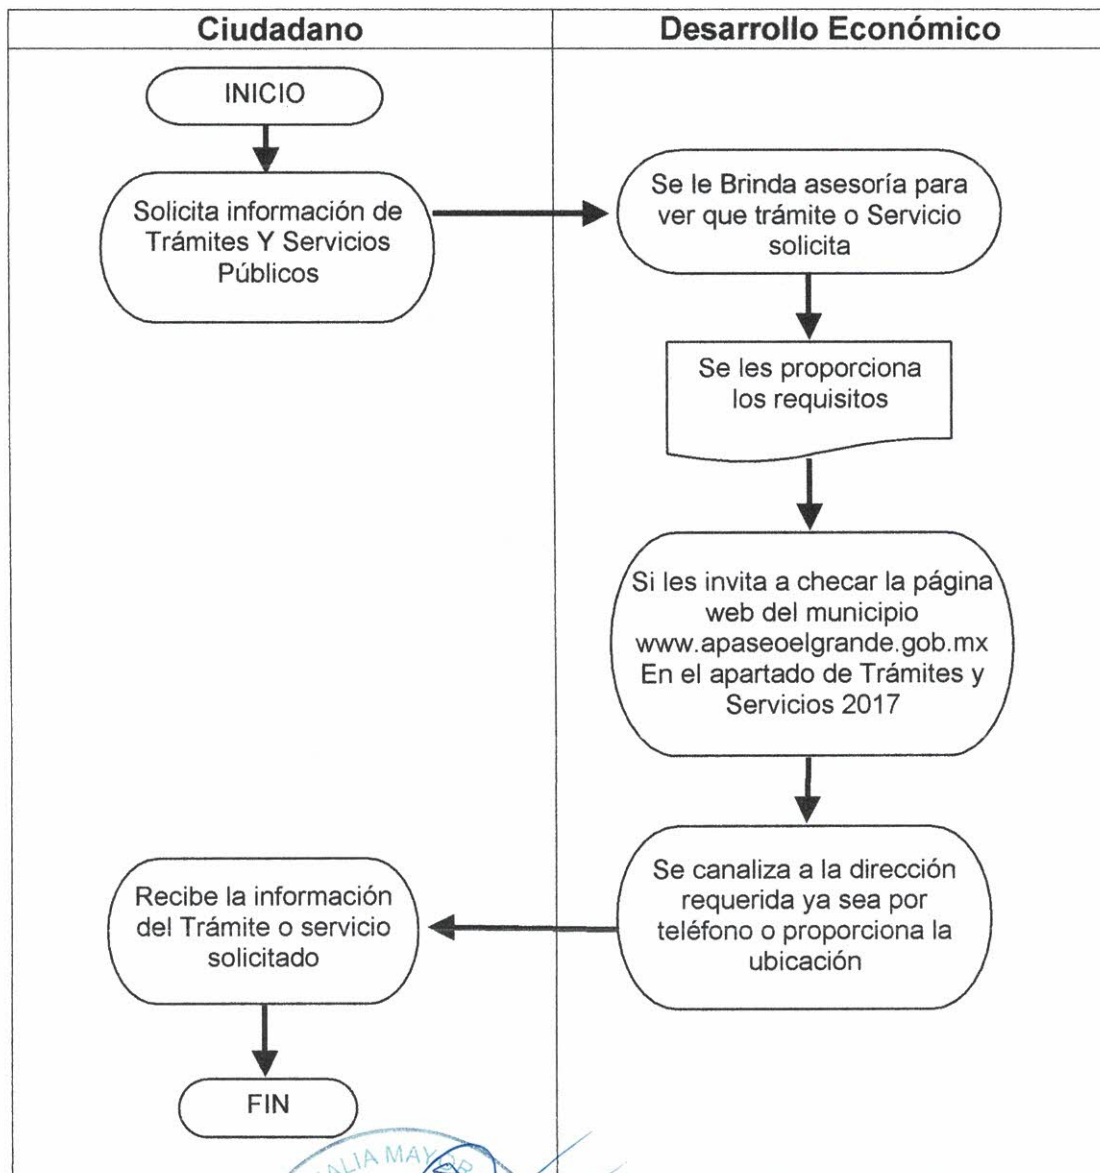 Ciudadano
Desarrollo Económico
INICIO
Solicita información de
Trámites Y Servicios
Públicos
Se le Brinda asesoría para
ver que trámite o Servicio
solicita
Se les proporciona
los requisitos
Si les invita a checar la página
web del municipio
www.apaseoelgrande.gob.mx
En el apartado de Trámites y
Servicios 2017
Se canaliza a la dirección
requerida ya sea por
teléfono o proporciona la
ubicación
Recibe la información
del Trámite o servicio
solicitado
FIN
MAYOR